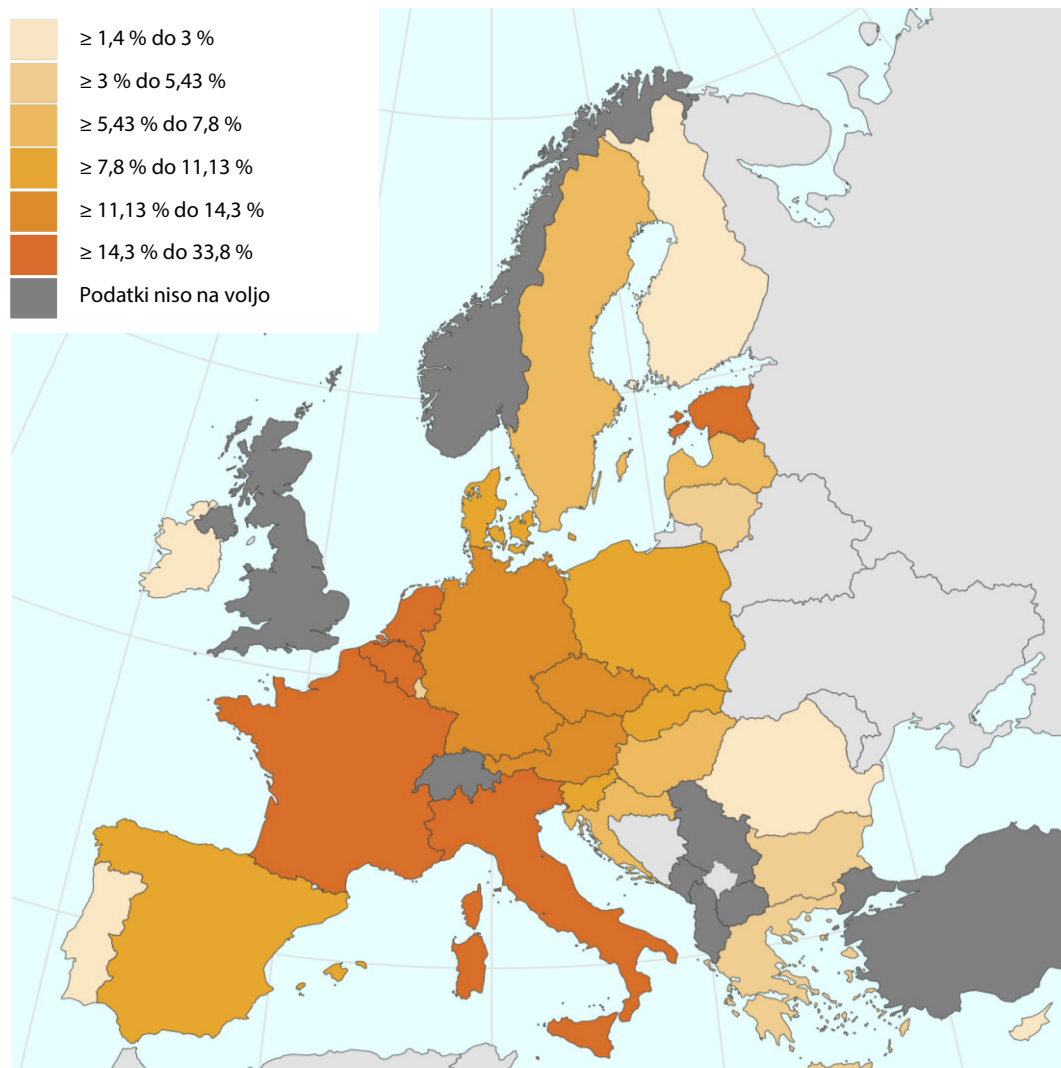 ≥ 1,4 % do 3 %
≥ 3 % do 5,43 %
≥ 5,43 % do 7,8 %
≥ 7,8 % do 11,13 %
≥ 11,13 % do 14,3 %
≥ 14,3 % do 33,8 %
Podatki niso na voljo